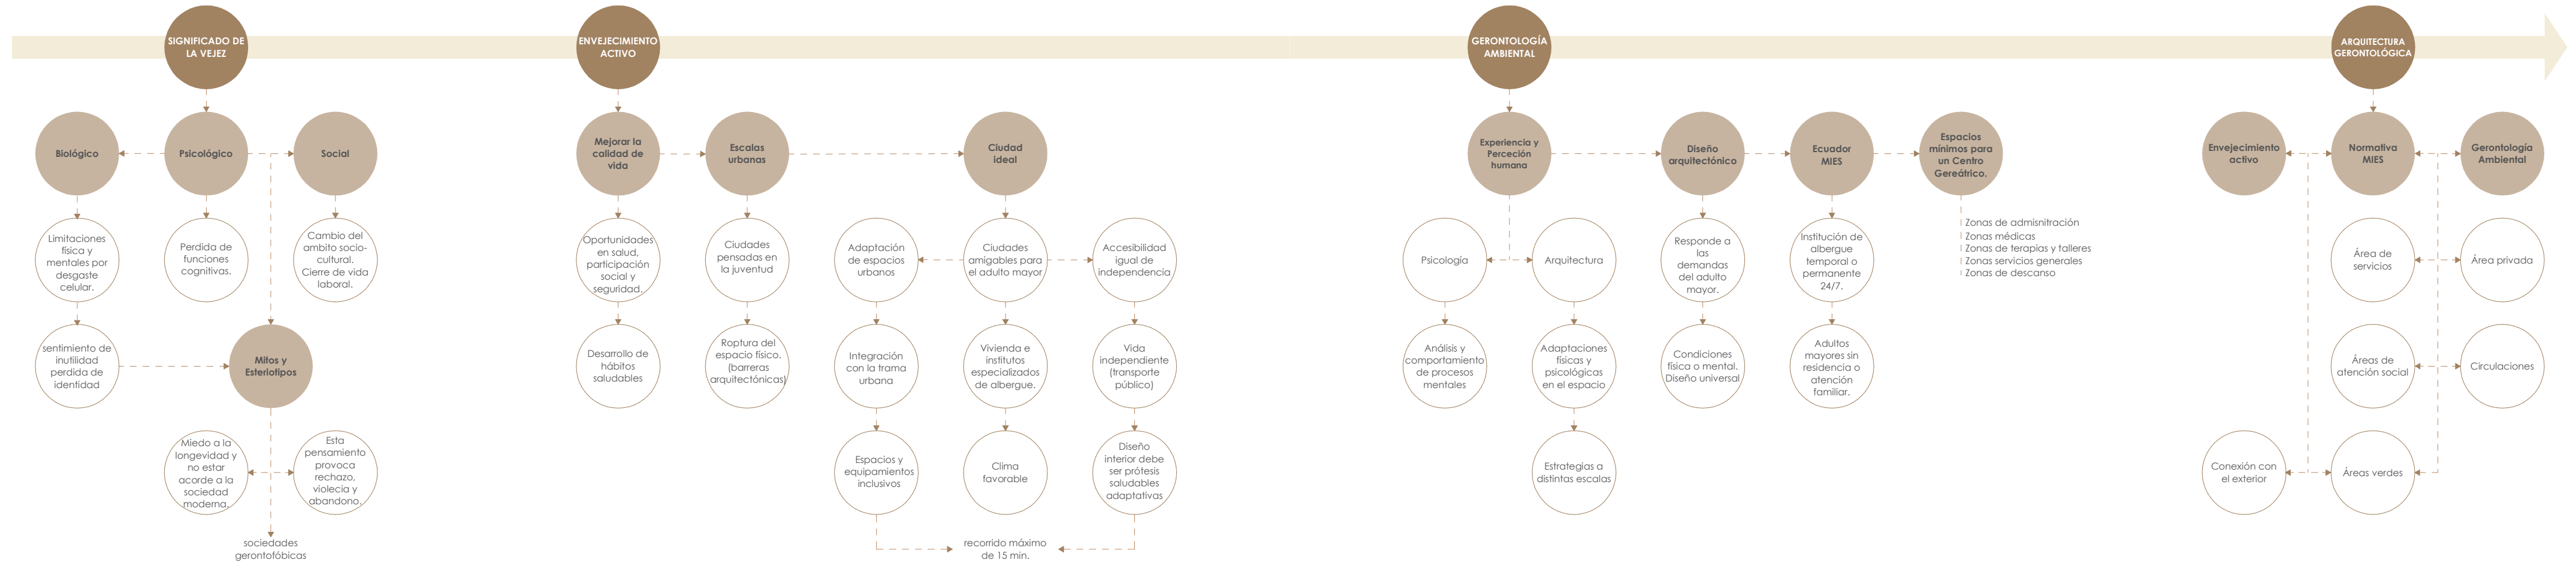 SIGNIFICADO DE
LA VEJEZ
Biológico
Psicológico
Social
Limitaciones
física y
mentales por
desgaste
celular.
Perdida de
funciones
cognitivas.
Cambio del
ambito socio-
cultural.
Cierre de vida
laboral.
sentimiento de
inutilidad
perdida de
identidad
Mitos y
Esteriotipos
Miedo a la
longevidad y
no estar
acorde a la
sociedad
moderna.
Esta
pensamiento
provoca
rechazo,
violecia y
abandono.
sociedades
gerontofóbicas
ENVEJECIMIENTO
ACTIVO
Mejorar la
calidad de
vida
Escalas
urbanas
Ciudad
ideal
Oportunidades
en salud,
participación
social y
seguridad.
Ciudades
pensadas en
la juventud
Adaptación
de espacios
urbanos
Ciudades
amigables para
el adulto mayor
Accesibilidad
igual de
independencia
Desarrollo de
hábitos
saludables
Roptura del
espacio físico.
(barreras
arquitectónicas)
Integración
con la trama
urbana
Vivienda e
institutos
especializados
de albergue.
Vida
independiente
(transporte
público)
Espacios y
equipamientos
inclusivos
Clima
favorable
Diseño
interior debe
ser prótesis
saludables
adaptativas
recorrido máximo
de 15 min.
GERONTOLOGÍA
AMBIENTAL
Experiencia y
Perceción
humana
Diseño
arquitectónico
Ecuador
MIES
Espacios
mínimos para
un Centro
Gereátrico.
Psicología
Arquitectura
Responde a
las
demandas
del adulto
mayor.
Institución de
albergue
temporal o
permanente
24/7.
Zonas de admisnitración
Zonas médicas
Zonas de terapias y talleres
Zonas servicios generales
Zonas de descanso
Análisis y
comportamiento
de procesos
mentales
Adaptaciones
físicas y
psicológicas
en el espacio
Condiciones
física o mental.
Diseño universal
Adultos
mayores sin
residencia o
atención
familiar.
Estrategias a
distintas escalas
ARQUITECTURA
GERONTOLÓGICA
Envejecimiento
activo
Normativa
MIES
Gerontología
Ambiental
Área de
servicios
Área privada
Áreas de
atención social
Circulaciones
Conexión con
el exterior
Áreas verdes